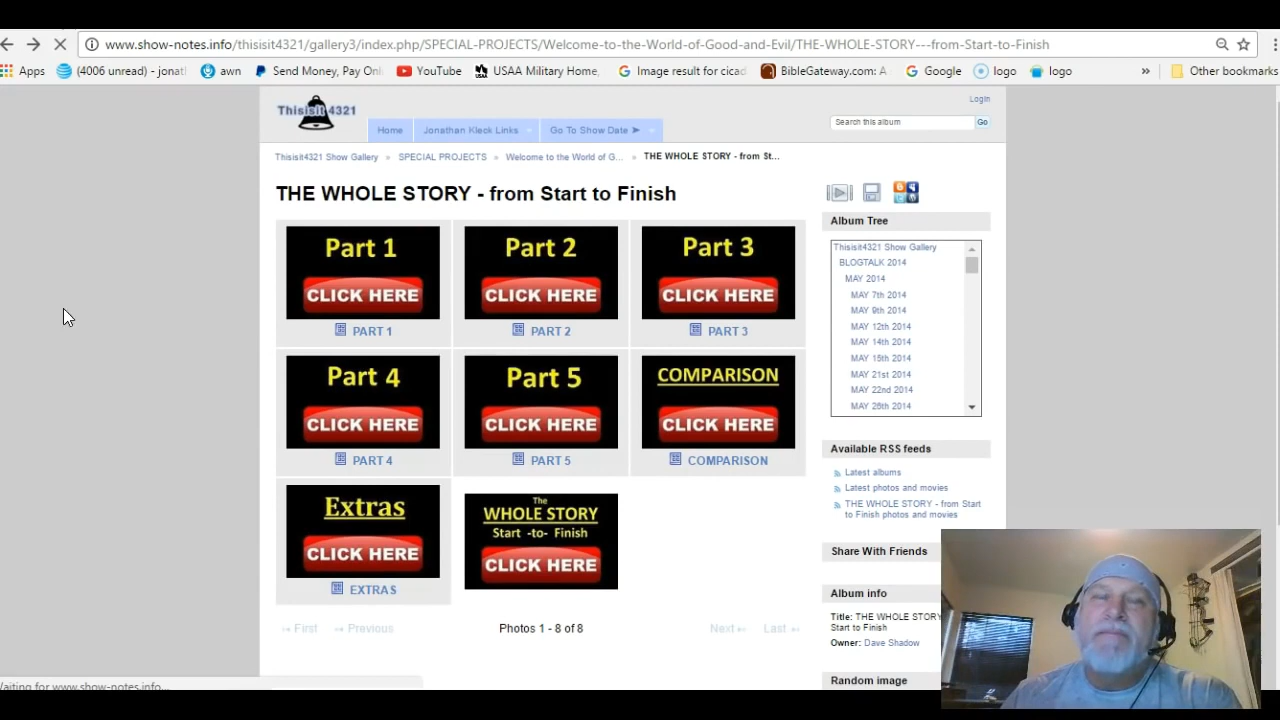 www.show-notes.info/thisisit4321/gallery3/index.php/SPECIAL-PROJECTS/Welcome-to-the-World-of-Good-and-Evil/THE-WHOLE-STORY---from-Start-to-Finish
Apps (4006 unread) - jonat awn Send Money, Pay Onl YouTube USAA Military Home, Image result for cicad BibleGateway.com: A Google logo logo » Other bookmarks
Thisisit4321
Login
Home Jonathan Kleck Links Go To Show Date ➤
Search this album Go
Thisisit4321 Show Gallery » SPECIAL PROJECTS » Welcome to the World of G... » THE WHOLE STORY - from St...
THE WHOLE STORY - from Start to Finish
Part 1
CLICK HERE
PART 1
Part 2
CLICK HERE
PART 2
Part 3
CLICK HERE
PART 3
Part 4
CLICK HERE
PART 4
Part 5
CLICK HERE
PART 5
COMPARISON
CLICK HERE
COMPARISON
Extras
CLICK HERE
EXTRAS
The
WHOLE STORY
Start -to- Finish
CLICK HERE
First Previous Photos 1 - 8 of 8 Next Last
Album Tree
Thisisit4321 Show Gallery
BLOGTALK 2014
MAY 2014
MAY 7th 2014
MAY 9th 2014
MAY 12th 2014
MAY 14th 2014
MAY 15th 2014
MAY 21st 2014
MAY 22nd 2014
MAY 26th 2014
Available RSS feeds
Latest albums
Latest photos and movies
THE WHOLE STORY - from Start
to Finish photos and movies
Share With Friends
Album info
Title: THE WHOLE STORY
Start to Finish
Owner: Dave Shadow
Random image
aiting for www.show-notes.info...